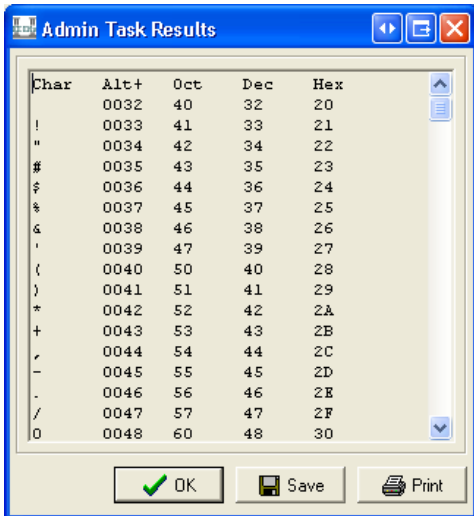 Admin Task Results
Char Alt+ Oct Dec Hex
0032 40 32 20
! 0033 41 33 21
" 0034 42 34 22
# 0035 43 35 23
$ 0036 44 36 24
% 0037 45 37 25
& 0038 46 38 26
' 0039 47 39 27
( 0040 50 40 28
) 0041 51 41 29
* 0042 52 42 2A
+ 0043 53 43 2B
, 0044 54 44 2C
- 0045 55 45 2D
. 0046 56 46 2E
/ 0047 57 47 2F
0 0048 60 48 30
OK Save Print